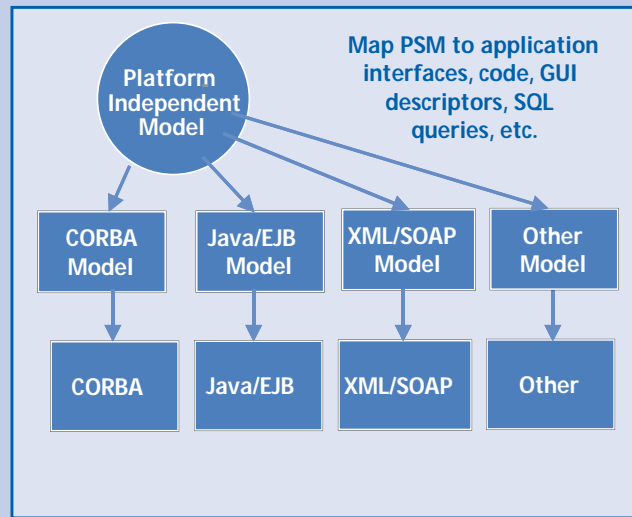 Platform
Independent
Model
Map PSM to application
interfaces, code, GUI
descriptors, SQL
queries, etc.
CORBA
Model
Java/EJB
Model
XML/SOAP
Model
Other
Model
CORBA
Java/EJB
XML/SOAP
Other